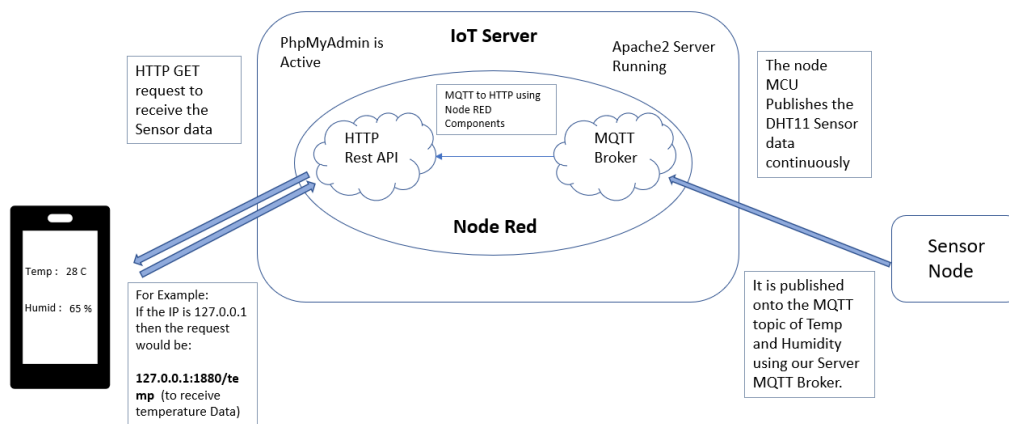 IoT Server
PhpMyAdmin is
Active
Apache2 Server
Running
HTTP GET
request to
receive the
Sensor data
MQTT to HTTP using
Node RED
Components
The node
MCU
Publishes the
DHT11 Sensor
data
continuously
HTTP
Rest API
MQTT
Broker
Node Red
Sensor
Node
Temp : 28 C
Humid : 65 %
For Example:
If the IP is 127.0.0.1
then the request
would be:
127.0.0.1:1880/te
mp (to receive
temperature Data)
It is published
onto the MQTT
topic of Temp
and Humidity
using our Server
MQTT Broker.